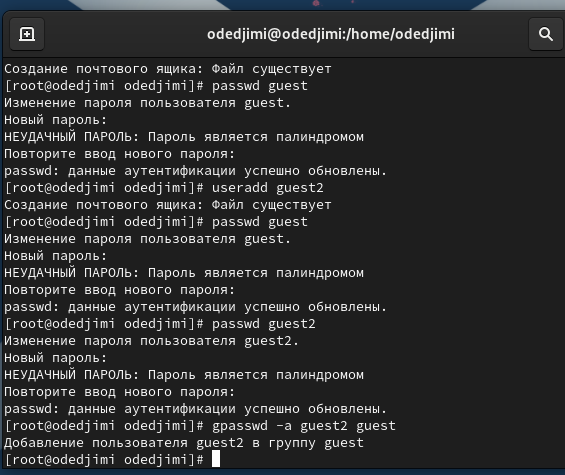 odedjimi@odedjimi:/home/odedjimi
Создание почтового ящика: Файл существует
[root@odedjimi odedjimi]# passwd guest
Изменение пароля пользователя guest.
Новый пароль:
НЕУДАЧНЫЙ ПАРОЛЬ: Пароль является палиндромом
Повторите ввод нового пароля:
passwd: данные аутентификации успешно обновлены.
[root@odedjimi odedjimi]# useradd guest2
Создание почтового ящика: Файл существует
[root@odedjimi odedjimi]# passwd guest
Изменение пароля пользователя guest.
Новый пароль:
НЕУДАЧНЫЙ ПАРОЛЬ: Пароль является палиндромом
Повторите ввод нового пароля:
passwd: данные аутентификации успешно обновлены.
[root@odedjimi odedjimi]# passwd guest2
Изменение пароля пользователя guest2.
Новый пароль:
НЕУДАЧНЫЙ ПАРОЛЬ: Пароль является палиндромом
Повторите ввод нового пароля:
passwd: данные аутентификации успешно обновлены.
[root@odedjimi odedjimi]# gpasswd -a guest2 guest
Добавление пользователя guest2 в группу guest
[root@odedjimi odedjimi]#